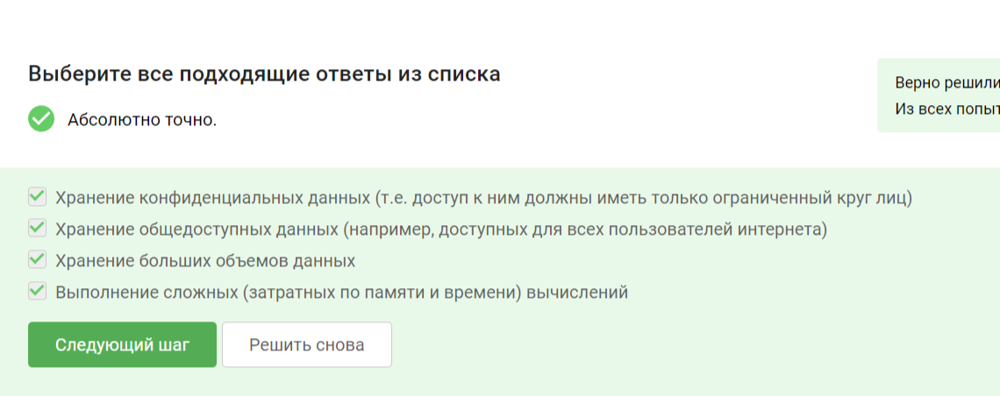 Выберите все подходящие ответы из списка
Верно решили
Абсолютно точно.
Из всех
Хранение конфиденциальных данных (т.е. доступ к ним должны иметь только ограниченный круг лиц)
Хранение общедоступных данных (например, доступных для всех пользователей интернета)
Хранение больших объемов данных
Выполнение сложных (затратных по памяти и времени) вычислений
Следующий шаг
Решить снова